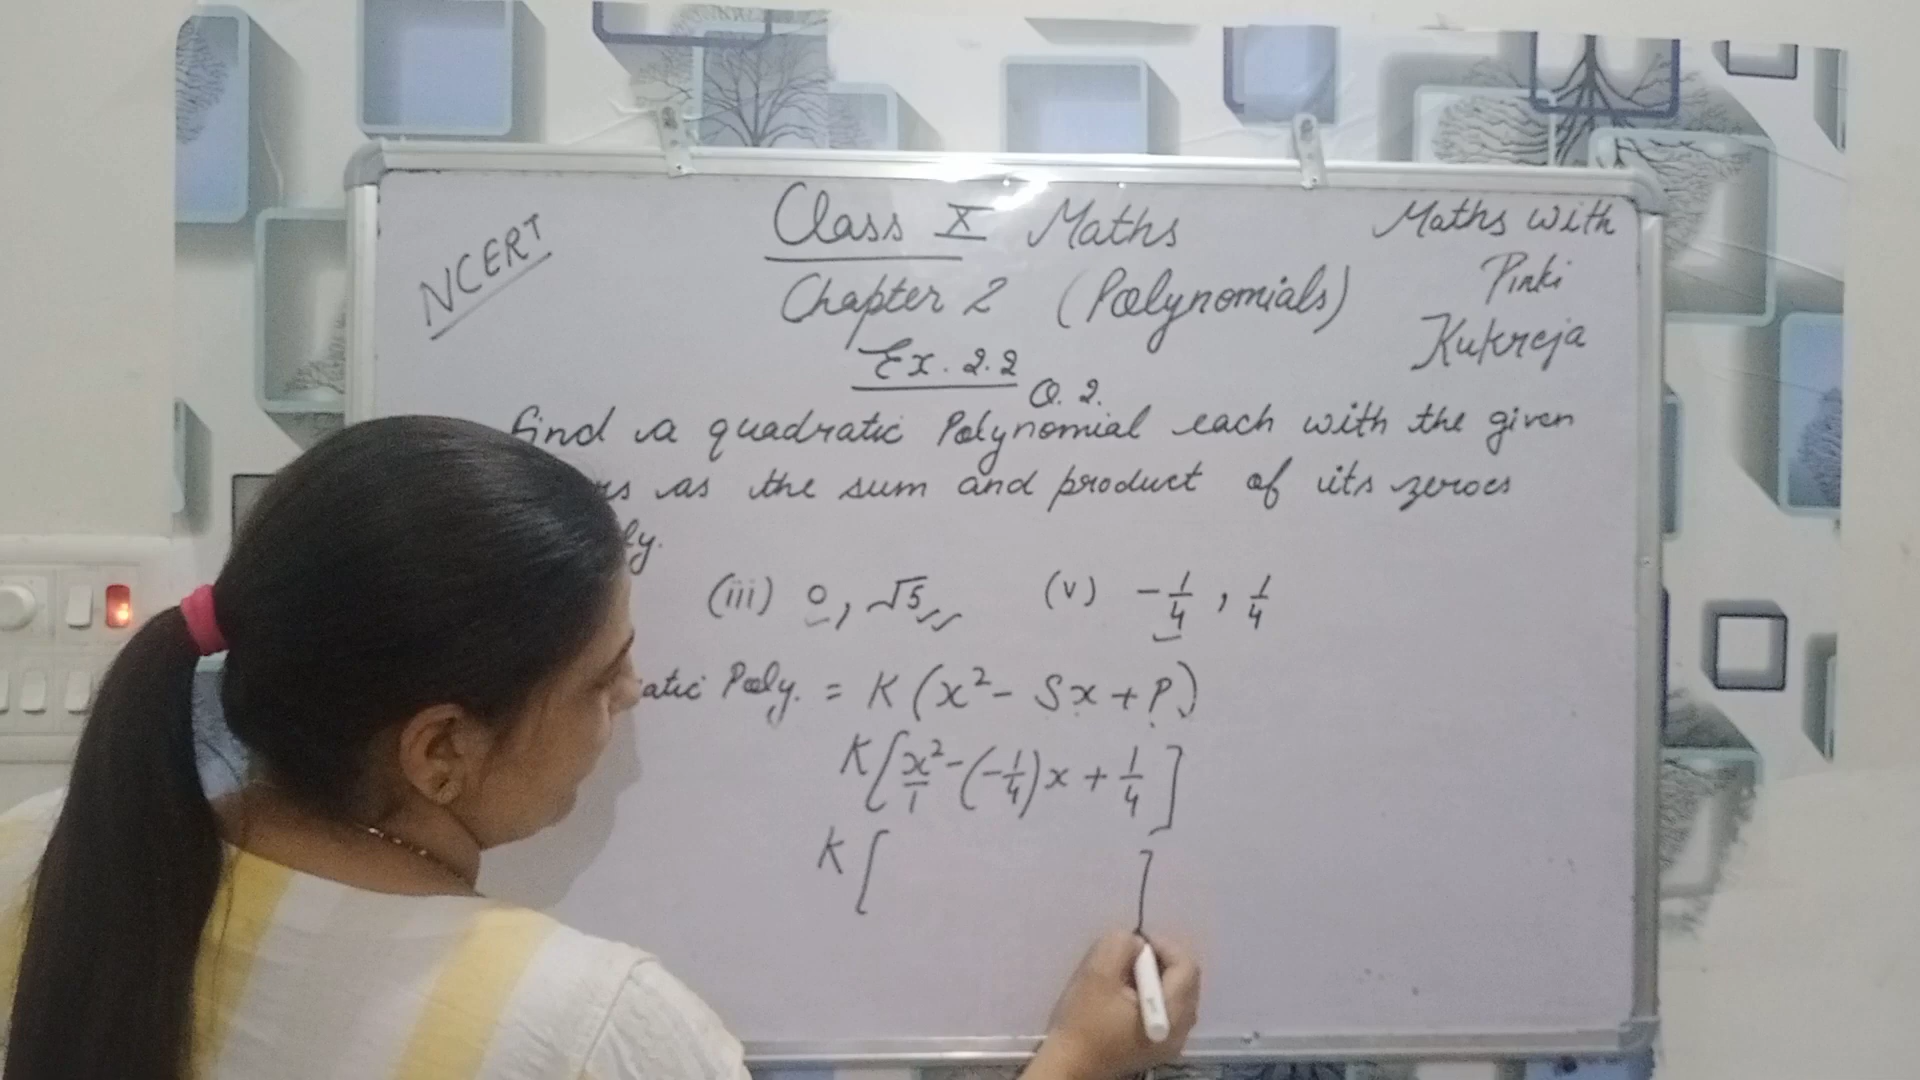 NCERT
Class X Maths
Maths with
Pinki
Kukreja
Chapter 2 (Polynomials)
Ex. 2.2
Q. 2.
find a quadratic Polynomial each with the given
as the sum and product of its zeroes
(iii) 0, √5 (v) -1/4, 1/4
Poly. = K(x² - Sx + P)
K[x²/1 - (-1/4)x + 1/4]
K[ ]